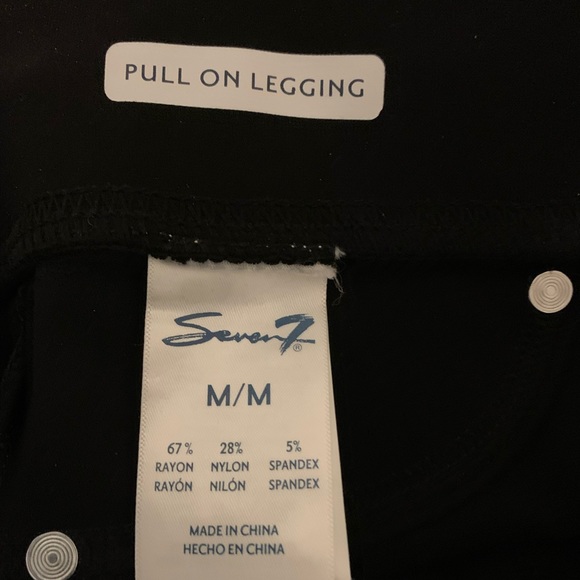 PULL ON LEGGING
Seven7®
M/M
67% 28% 5%
RAYON NYLON SPANDEX
RAYÓN NILÓN SPANDEX
MADE IN CHINA
HECHO EN CHINA